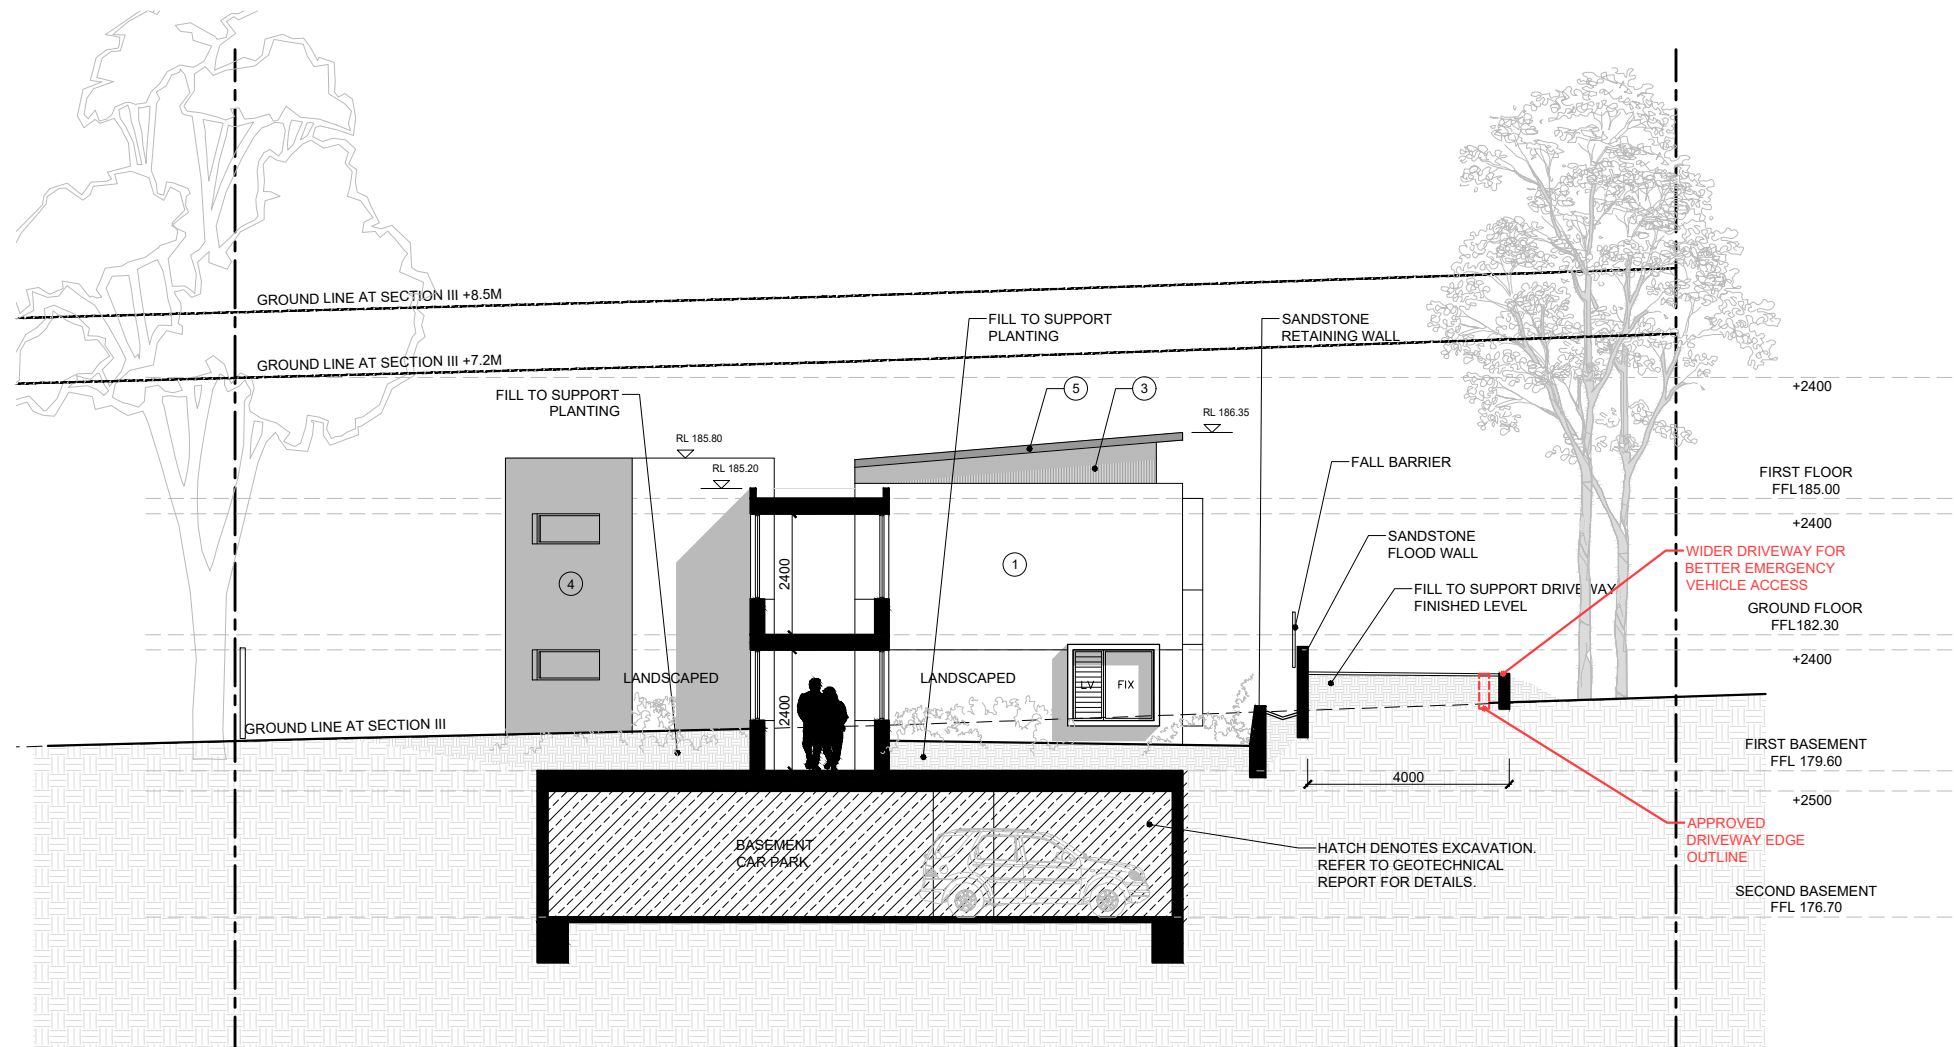 GROUND LINE AT SECTION III +8.5M
GROUND LINE AT SECTION III +7.2M
FILL TO SUPPORT
PLANTING
SANDSTONE
RETAINING WALL
FILL TO SUPPORT
PLANTING
5
3
+2400
RL 186.35
RL 185.80
RL 185.20
FALL BARRIER
FIRST FLOOR
FFL185.00
+2400
SANDSTONE
FLOOD WALL
WIDER DRIVEWAY FOR
BETTER EMERGENCY
VEHICLE ACCESS
1
4
2400
FILL TO SUPPORT DRIVEWAY
FINISHED LEVEL
GROUND FLOOR
FFL182.30
+2400
LANDSCAPED
LANDSCAPED
LV
FIX
2400
GROUND LINE AT SECTION III
FIRST BASEMENT
FFL 179.60
4000
+2500
BASEMENT
CAR PARK
HATCH DENOTES EXCAVATION.
REFER TO GEOTECHNICAL
REPORT FOR DETAILS.
APPROVED
DRIVEWAY EDGE
OUTLINE
SECOND BASEMENT
FFL 176.70